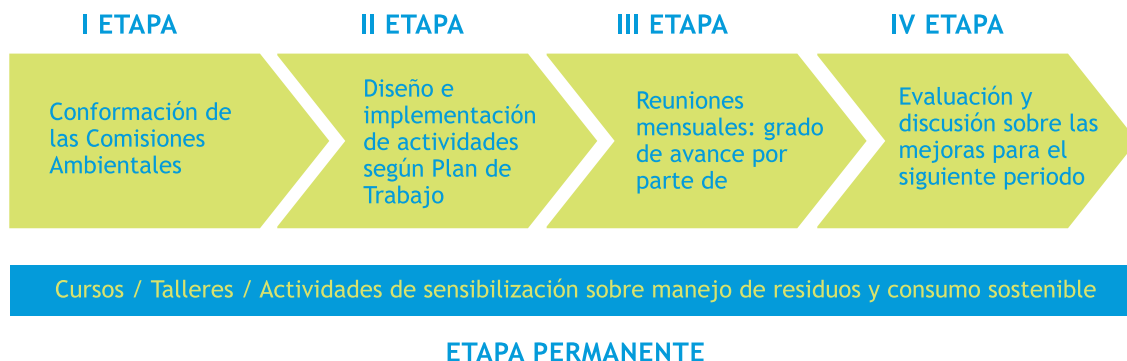 I ETAPA
II ETAPA
III ETAPA
IV ETAPA
Conformación de
las Comisiones
Ambientales
Diseño e
implementación
de actividades
según Plan de
Trabajo
Reuniones
mensuales: grado
de avance por
parte de
Evaluación y
discusión sobre las
mejoras para el
siguiente periodo
Cursos / Talleres / Actividades de sensibilización sobre manejo de residuos y consumo sostenible
ETAPA PERMANENTE